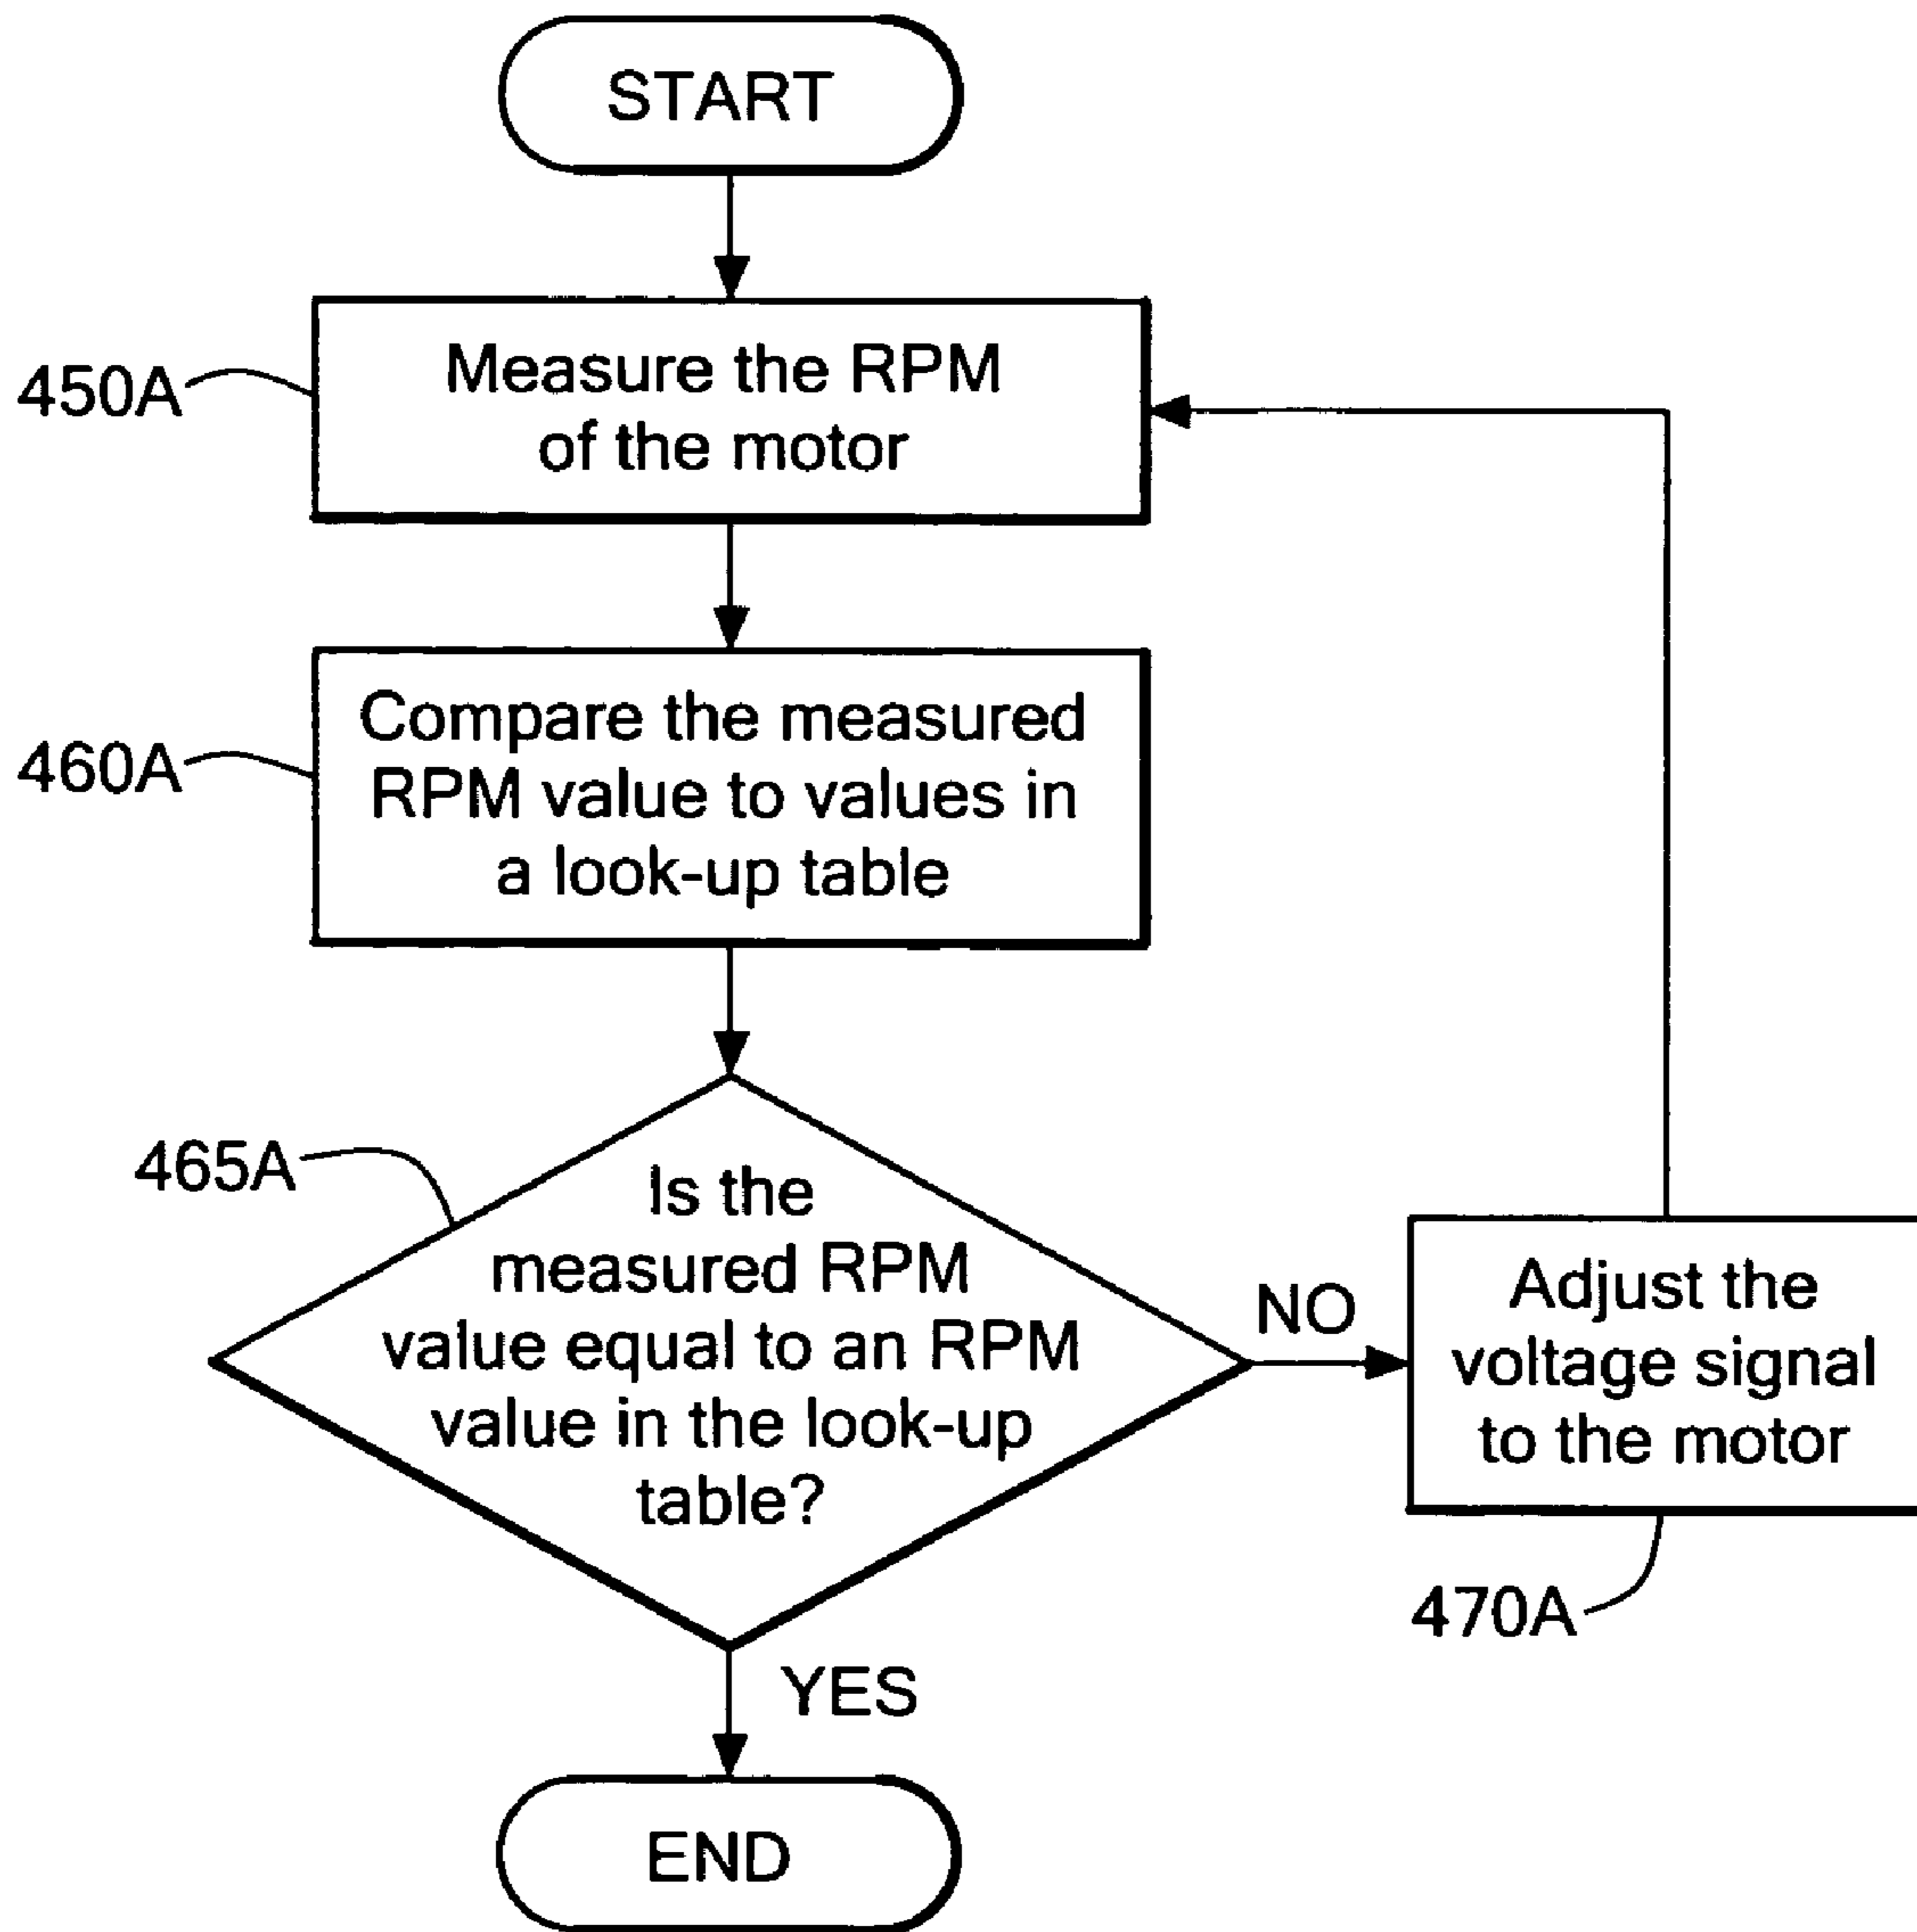 START
450A
Measure the RPM
of the motor
460A
Compare the measured
RPM value to values in
a look-up table
465A
Is the
measured RPM
value equal to an RPM
value in the look-up
table?
NO
Adjust the
voltage signal
to the motor
470A
YES
END